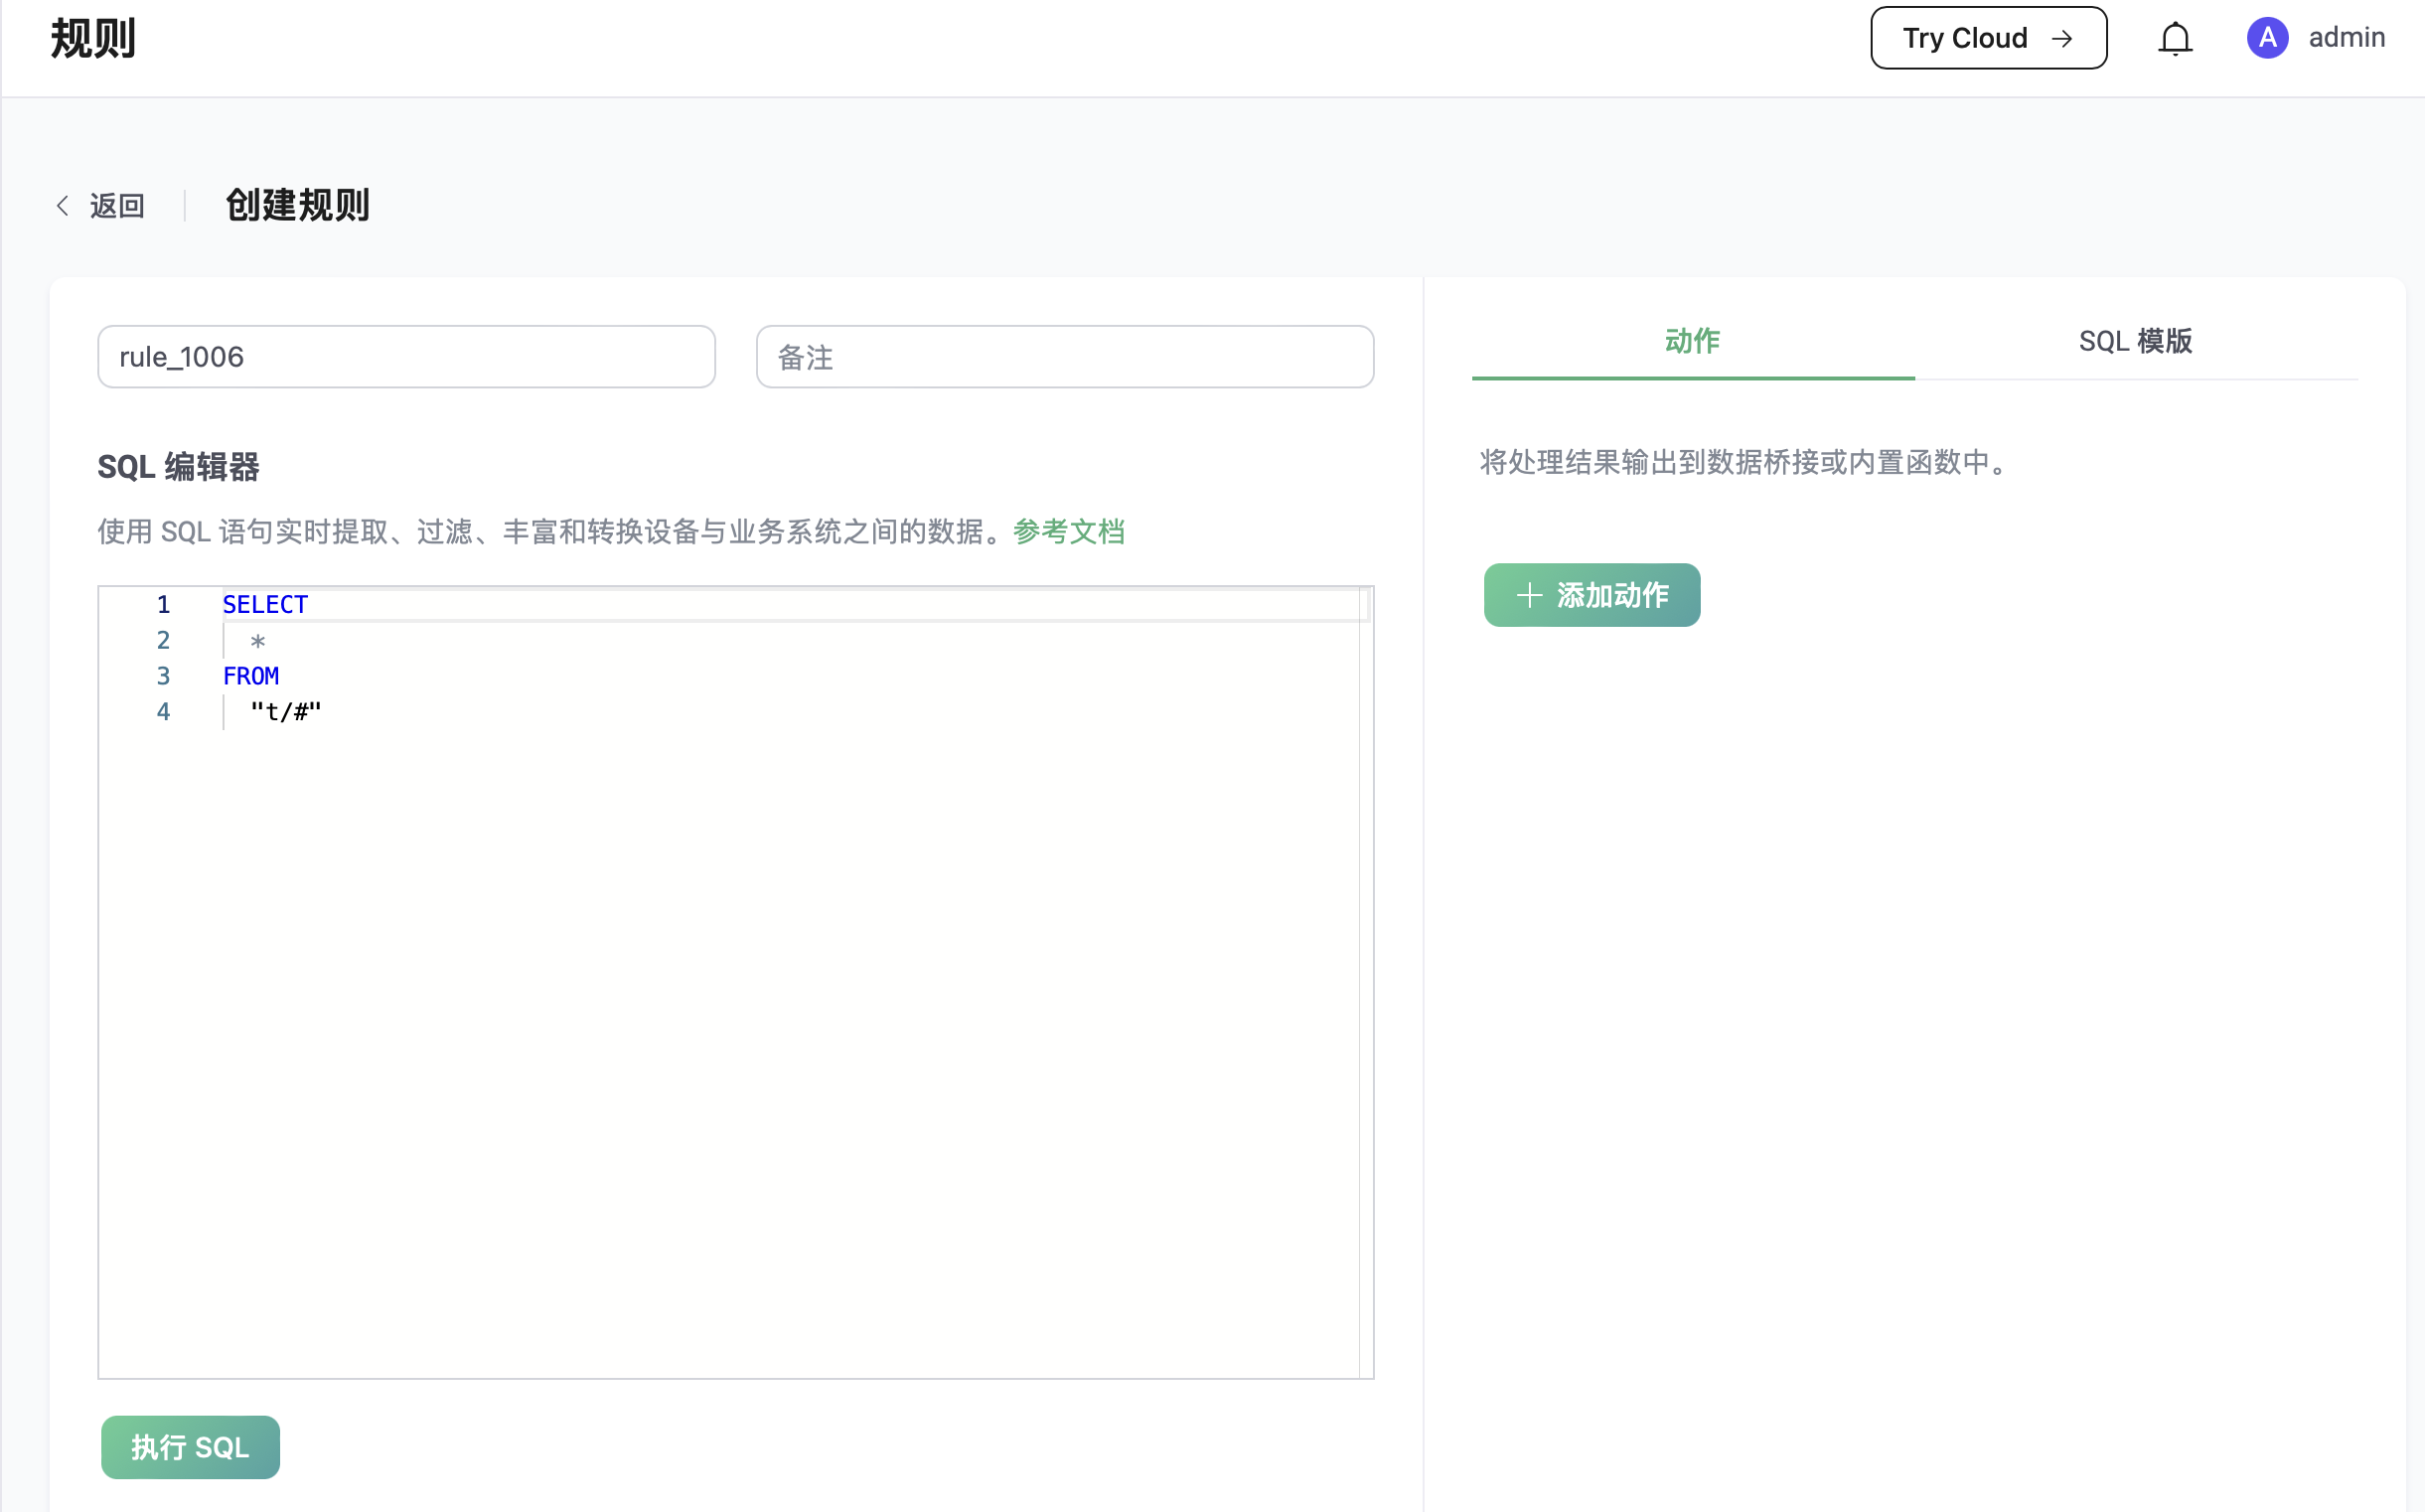 规则
Try Cloud →
A admin
返回
创建规则
rule_1006
备注
SQL 编辑器
使用 SQL 语句实时提取、过滤、丰富和转换设备与业务系统之间的数据。参考文档
1 SELECT
2 *
3 FROM
4 "t/#"
执行 SQL
动作
SQL 模版
将处理结果输出到数据桥接或内置函数中。
+ 添加动作